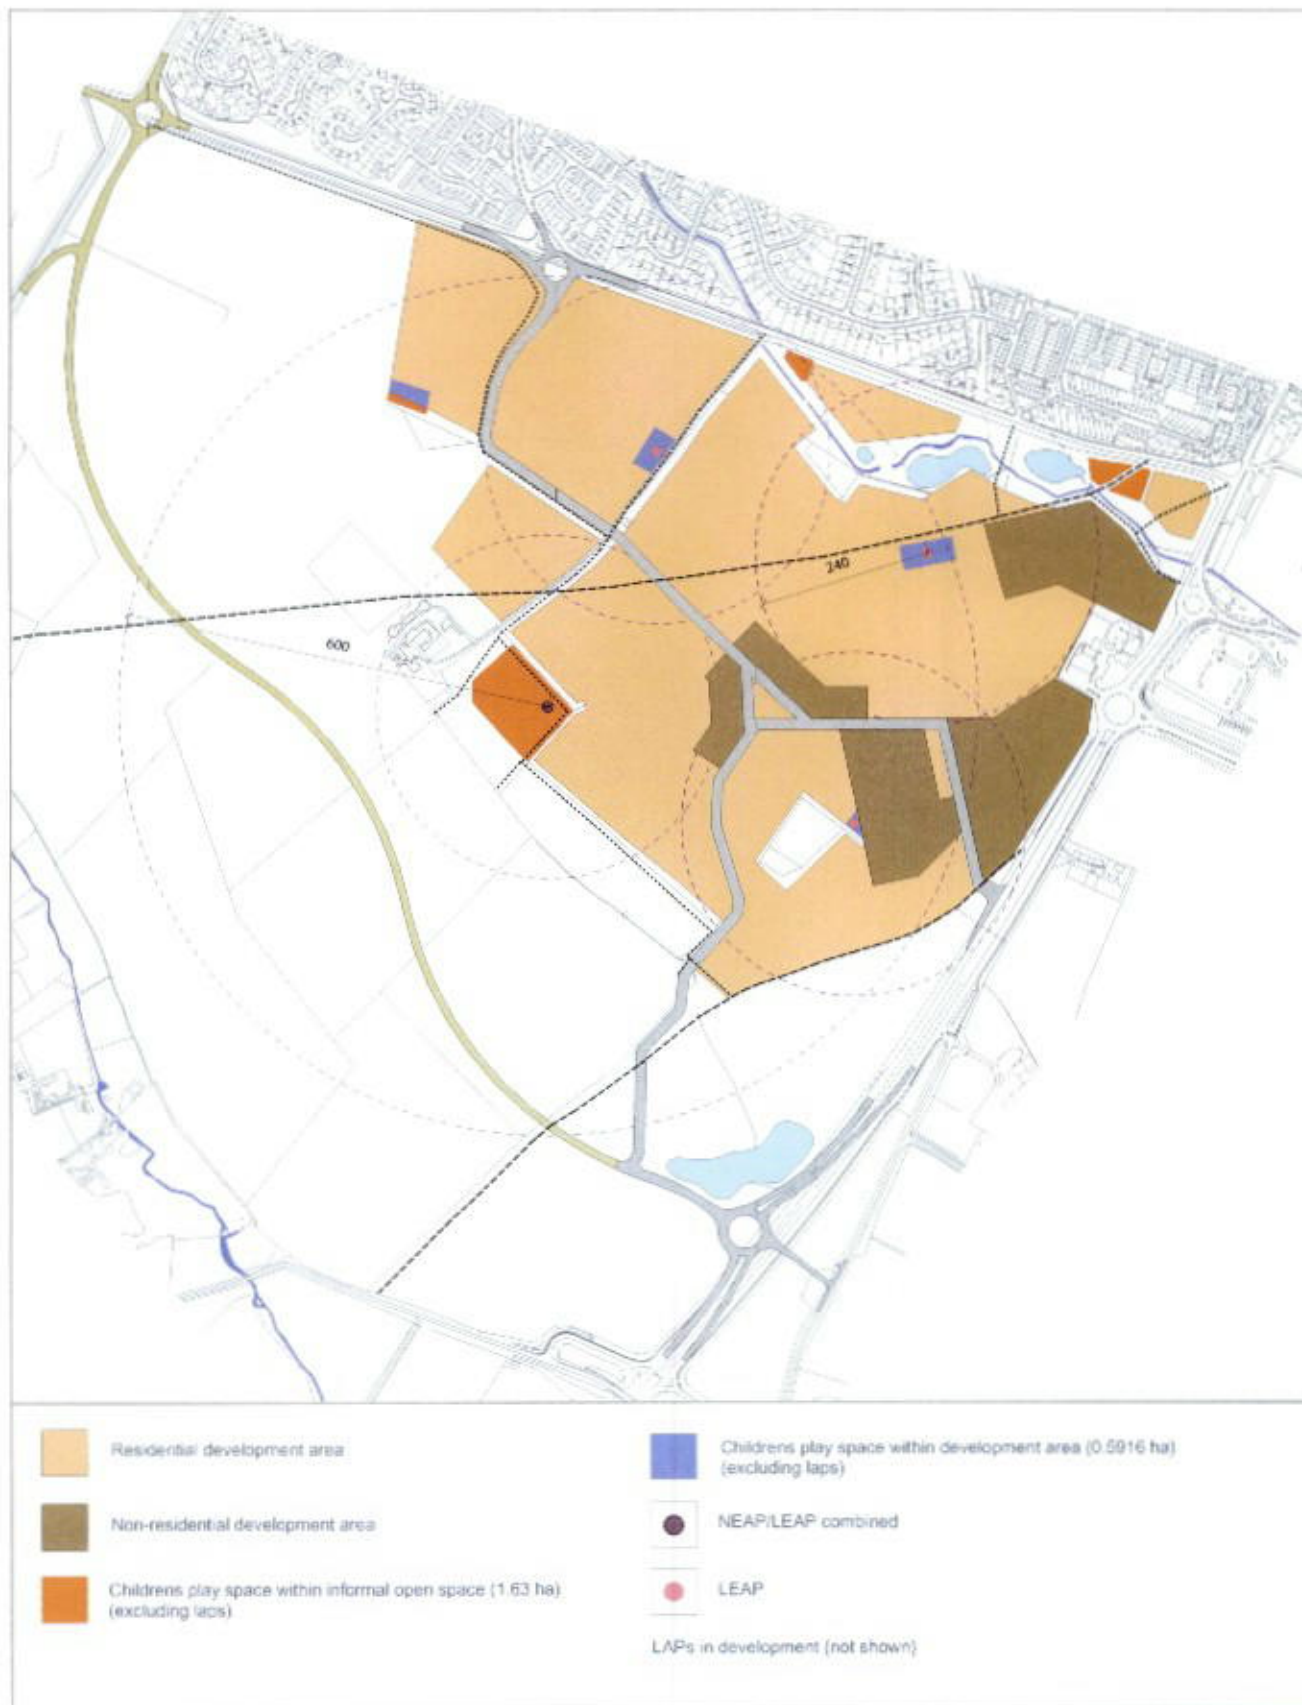 240
600
Residential development area
Non-residential development area
Childrens play space within informal open space (1.63 ha)
(excluding laps)
Childrens play space within development area (0.5916 ha)
(excluding laps)
NEAP/LEAP combined
LEAP
LAPs in development (not shown)